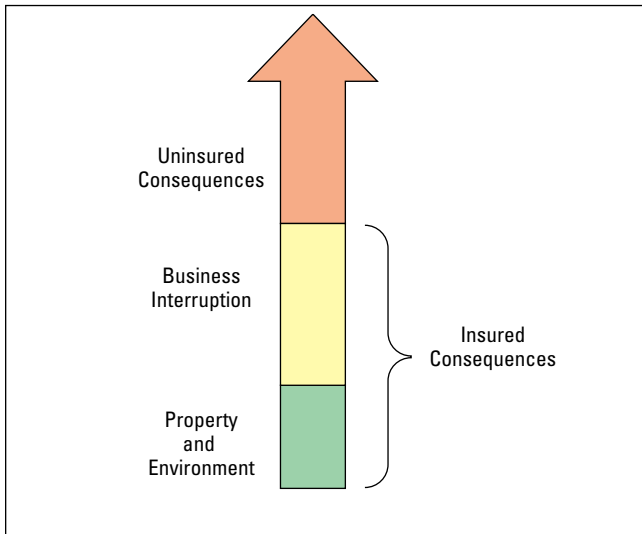 Uninsured
Consequences
Business
Interruption
Insured
Consequences
Property
and
Environment